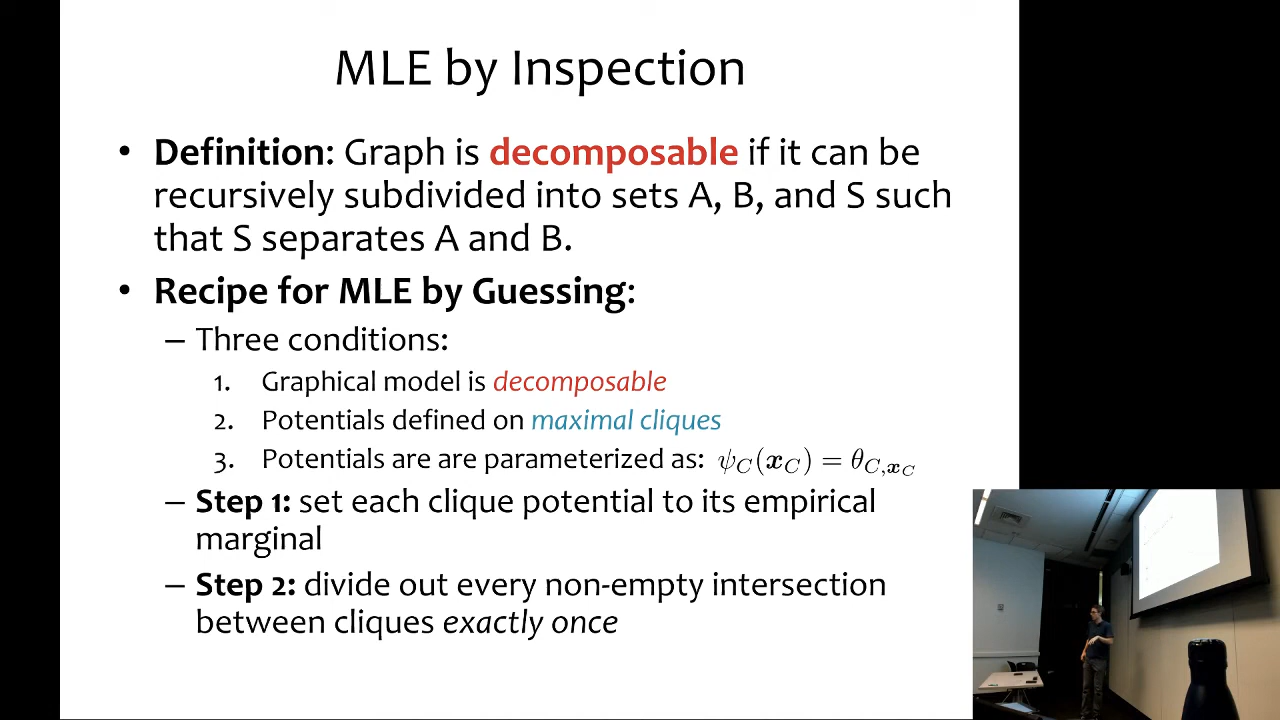 MLE by Inspection
• Definition: Graph is decomposable if it can be
recursively subdivided into sets A, B, and S such
that S separates A and B.
• Recipe for MLE by Guessing:
– Three conditions:
1. Graphical model is decomposable
2. Potentials defined on maximal cliques
3. Potentials are are parameterized as: ψ_C(x_C) = θ_{C,x_C}
– Step 1: set each clique potential to its empirical
marginal
– Step 2: divide out every non-empty intersection
between cliques exactly once